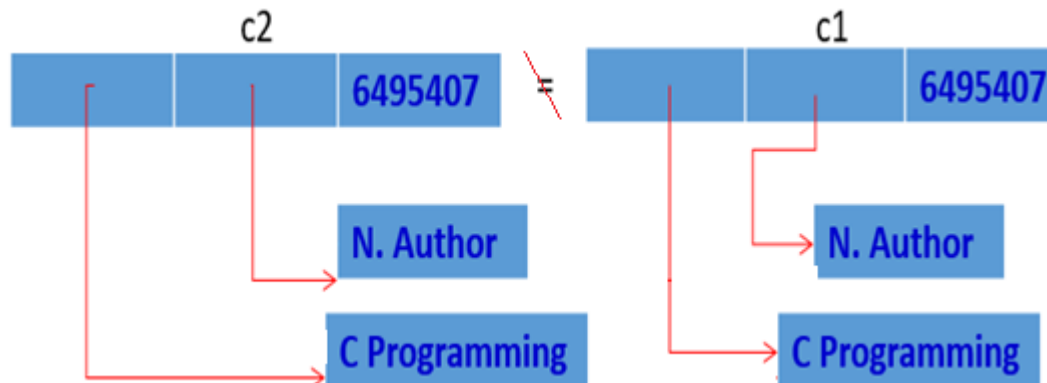 c2
c1
6495407
=
6495407
N. Author
N. Author
C Programming
C Programming